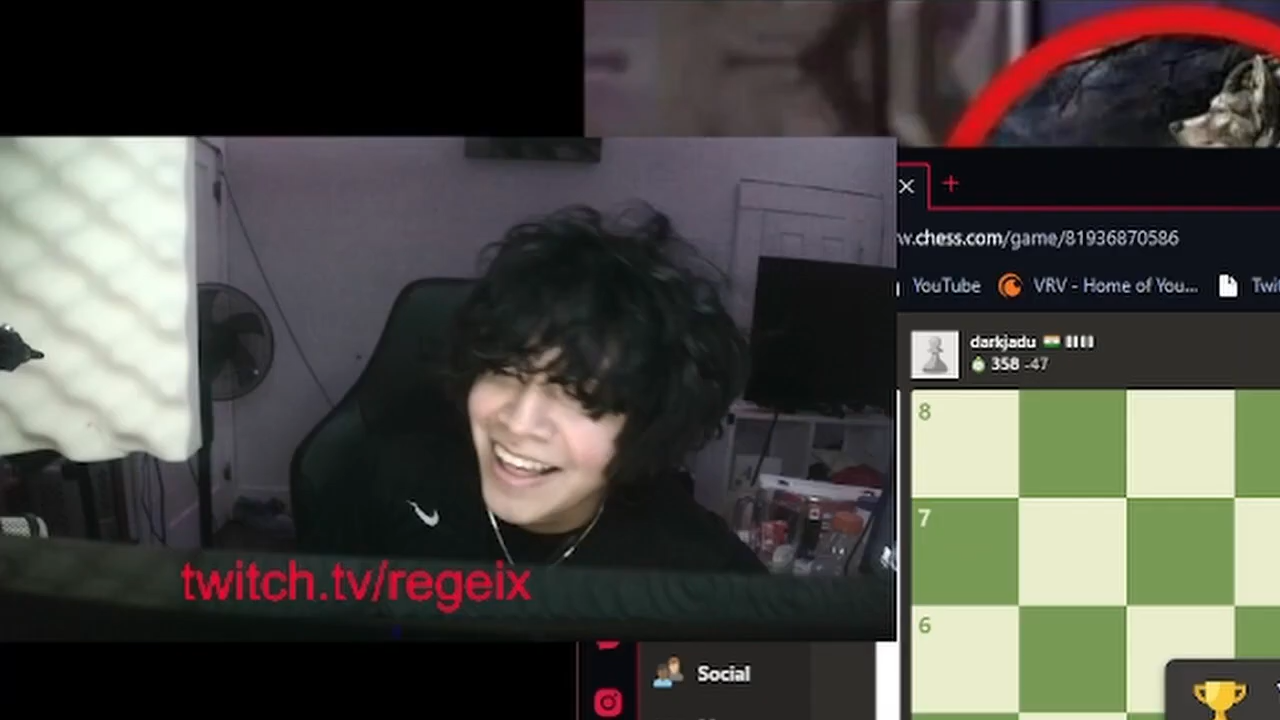 w.chess.com/game/81936870586
YouTube
VRV - Home of You...
darkjadu
358 -47
8
7
6
twitch.tv/regeix
Social